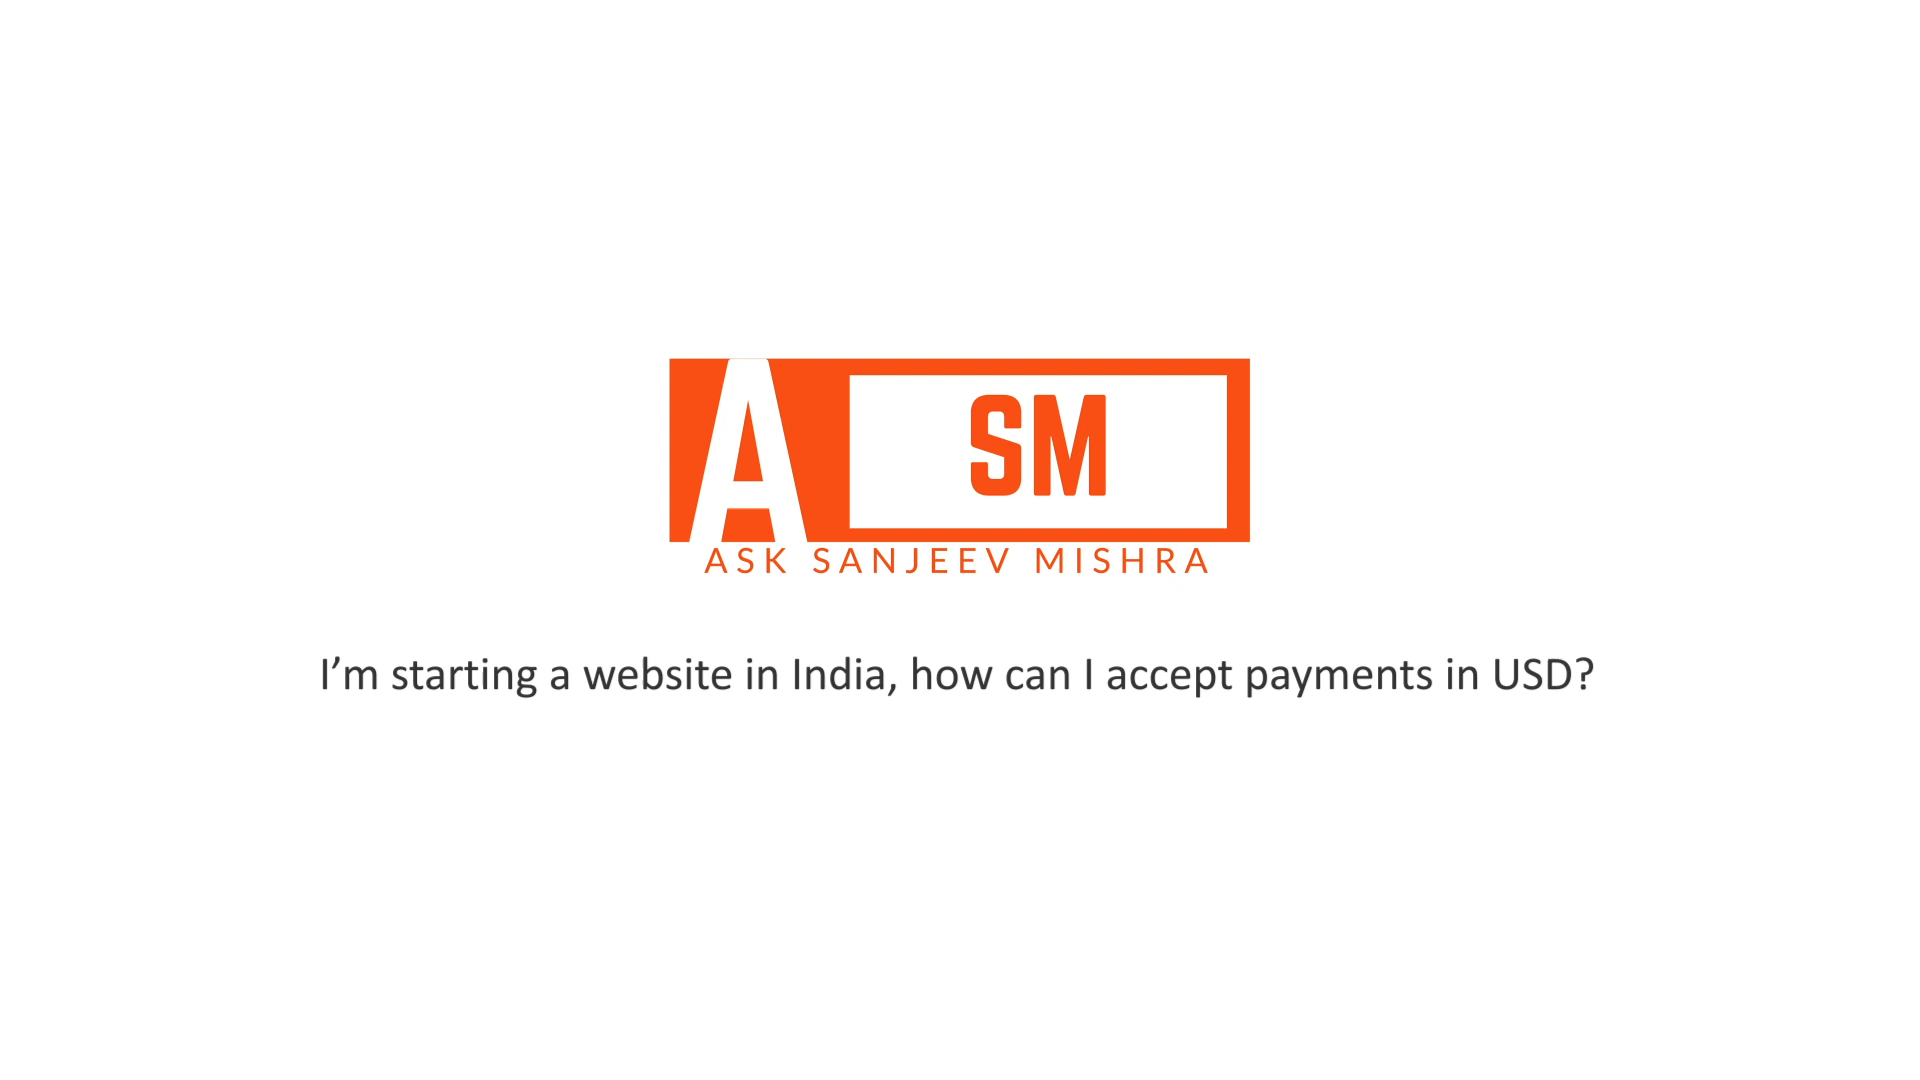 A SM
ASK SANJEEV MISHRA
I’m starting a website in India, how can I accept payments in USD?